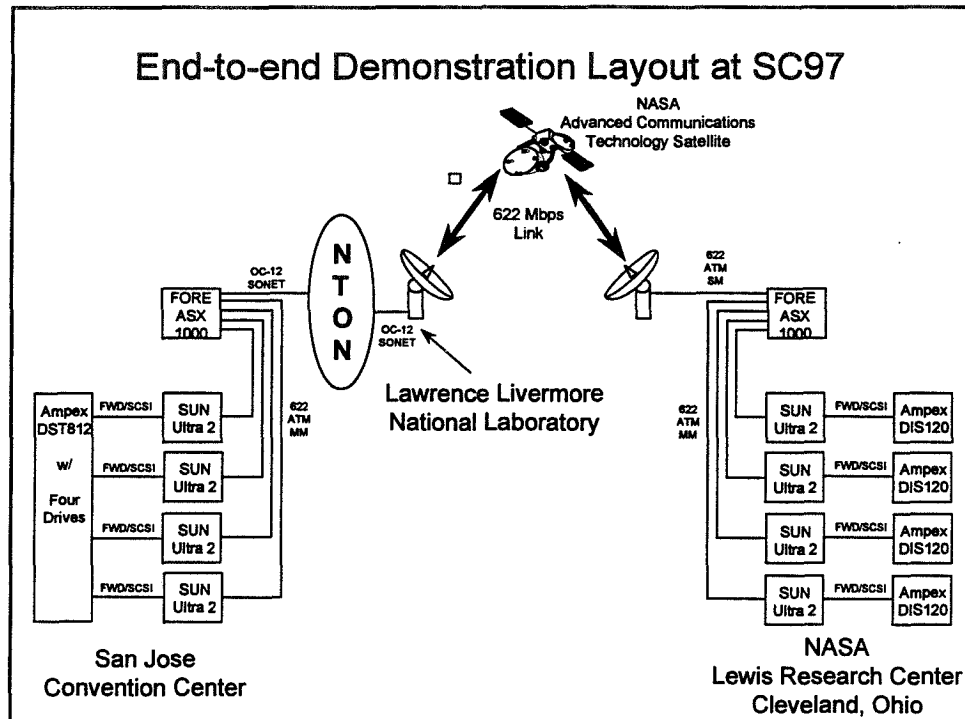 End-to-end Demonstration Layout at SC97
NASA
Advanced Communications
Technology Satellite
622 Mbps
Link
NTON
OC-12
SONET
OC-12
SONET
622
ATM
SM
FORE
ASX
1000
FORE
ASX
1000
Lawrence Livermore
National Laboratory
Ampex
DST812
w/
Four
Drives
FWD/SCSI
SUN
Ultra 2
FWD/SCSI
SUN
Ultra 2
FWD/SCSI
SUN
Ultra 2
FWD/SCSI
SUN
Ultra 2
622
ATM
MM
622
ATM
MM
SUN
Ultra 2
FWD/SCSI
Ampex
DIS120
SUN
Ultra 2
FWD/SCSI
Ampex
DIS120
SUN
Ultra 2
FWD/SCSI
Ampex
DIS120
SUN
Ultra 2
FWD/SCSI
Ampex
DIS120
San Jose
Convention Center
NASA
Lewis Research Center
Cleveland, Ohio